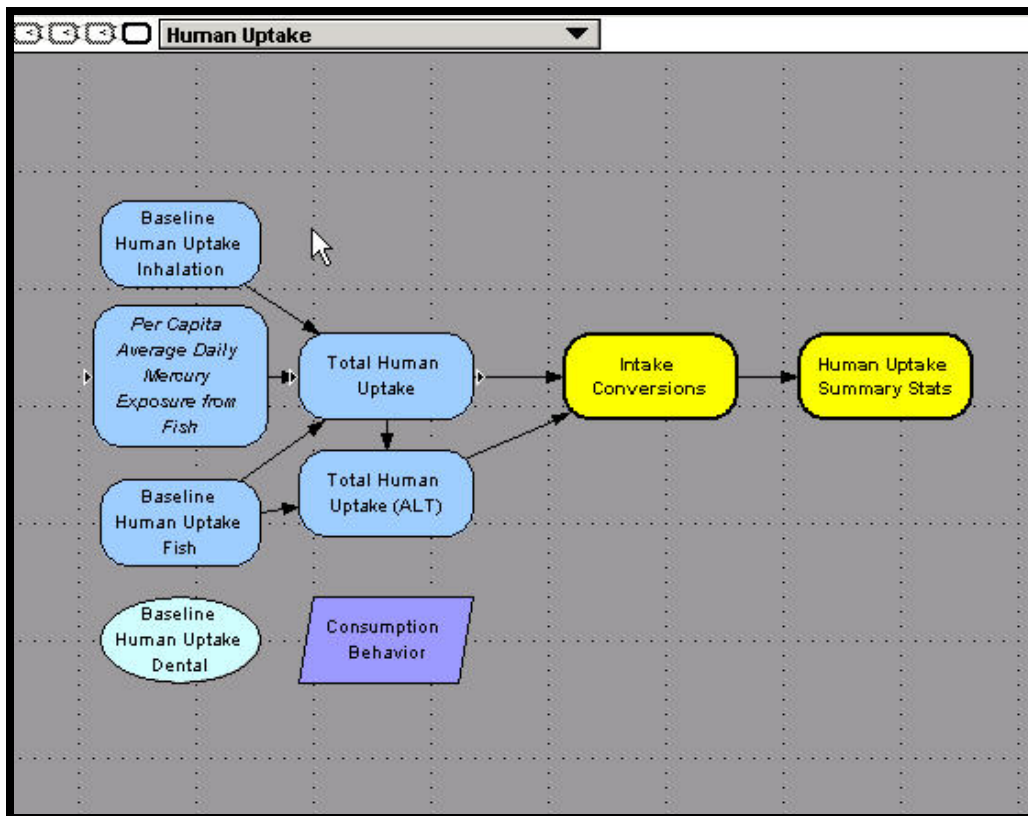 Human Uptake
Baseline
Human Uptake
Inhalation
Per Capita
Average Daily
Mercury
Exposure from
Fish
Total Human
Uptake
Intake
Conversions
Human Uptake
Summary Stats
Baseline
Human Uptake
Fish
Total Human
Uptake (ALT)
Baseline
Human Uptake
Dental
Consumption
Behavior